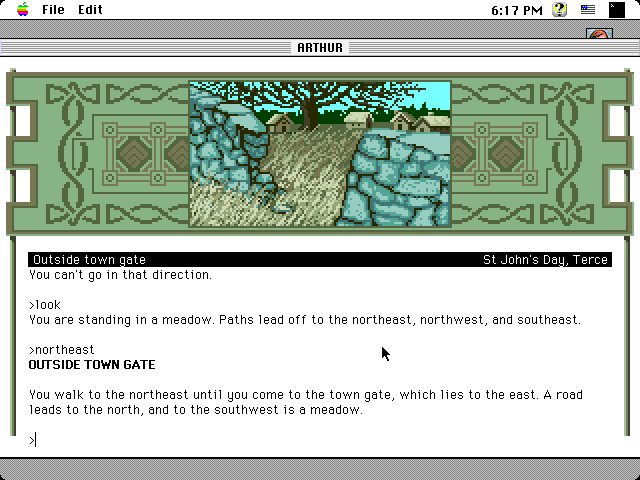 File Edit 6:17 PM
ARTHUR
Outside town gate St John's Day, Terce
You can't go in that direction.
>look
You are standing in a meadow. Paths lead off to the northeast, northwest, and southeast.
>northeast
OUTSIDE TOWN GATE
You walk to the northeast until you come to the town gate, which lies to the east. A road
leads to the north, and to the southwest is a meadow.
>